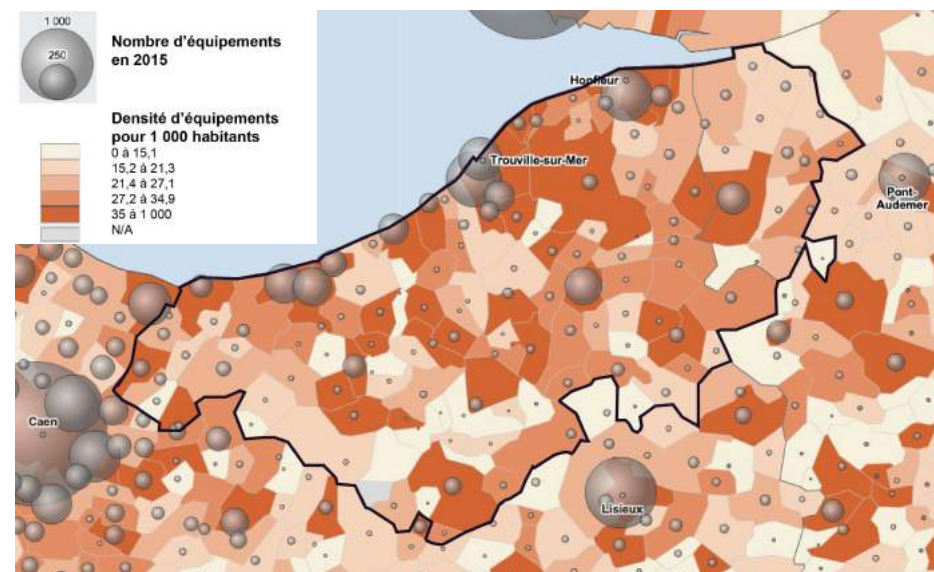 1 000
250
Nombre d'équipements
en 2015
Densité d'équipements
pour 1 000 habitants
0 à 15,1
15,2 à 21,3
21,4 à 27,1
27,2 à 34,9
35 à 1 000
N/A
Honfleur
Trouville-sur-Mer
Pont-
Audemer
Caen
Lisieux